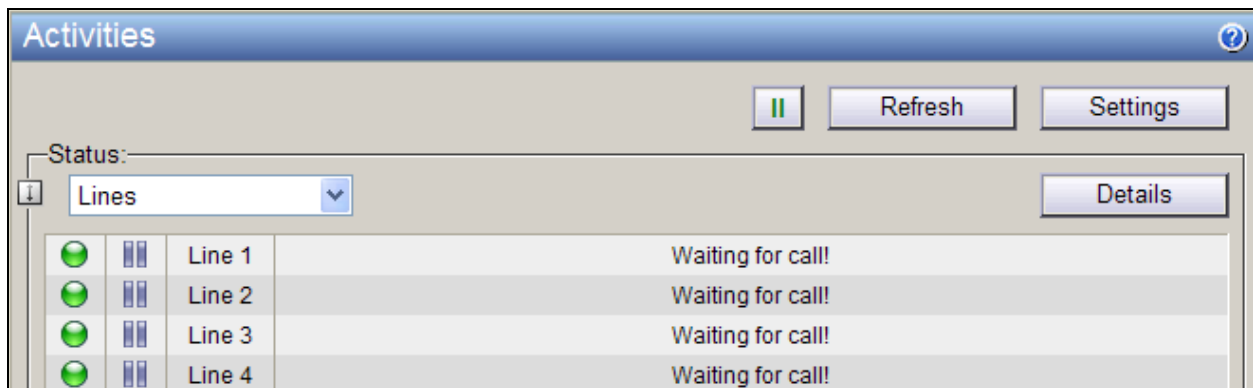 Activities
Refresh Settings
Status:
Lines Details
Line 1 Waiting for call!
Line 2 Waiting for call!
Line 3 Waiting for call!
Line 4 Waiting for call!